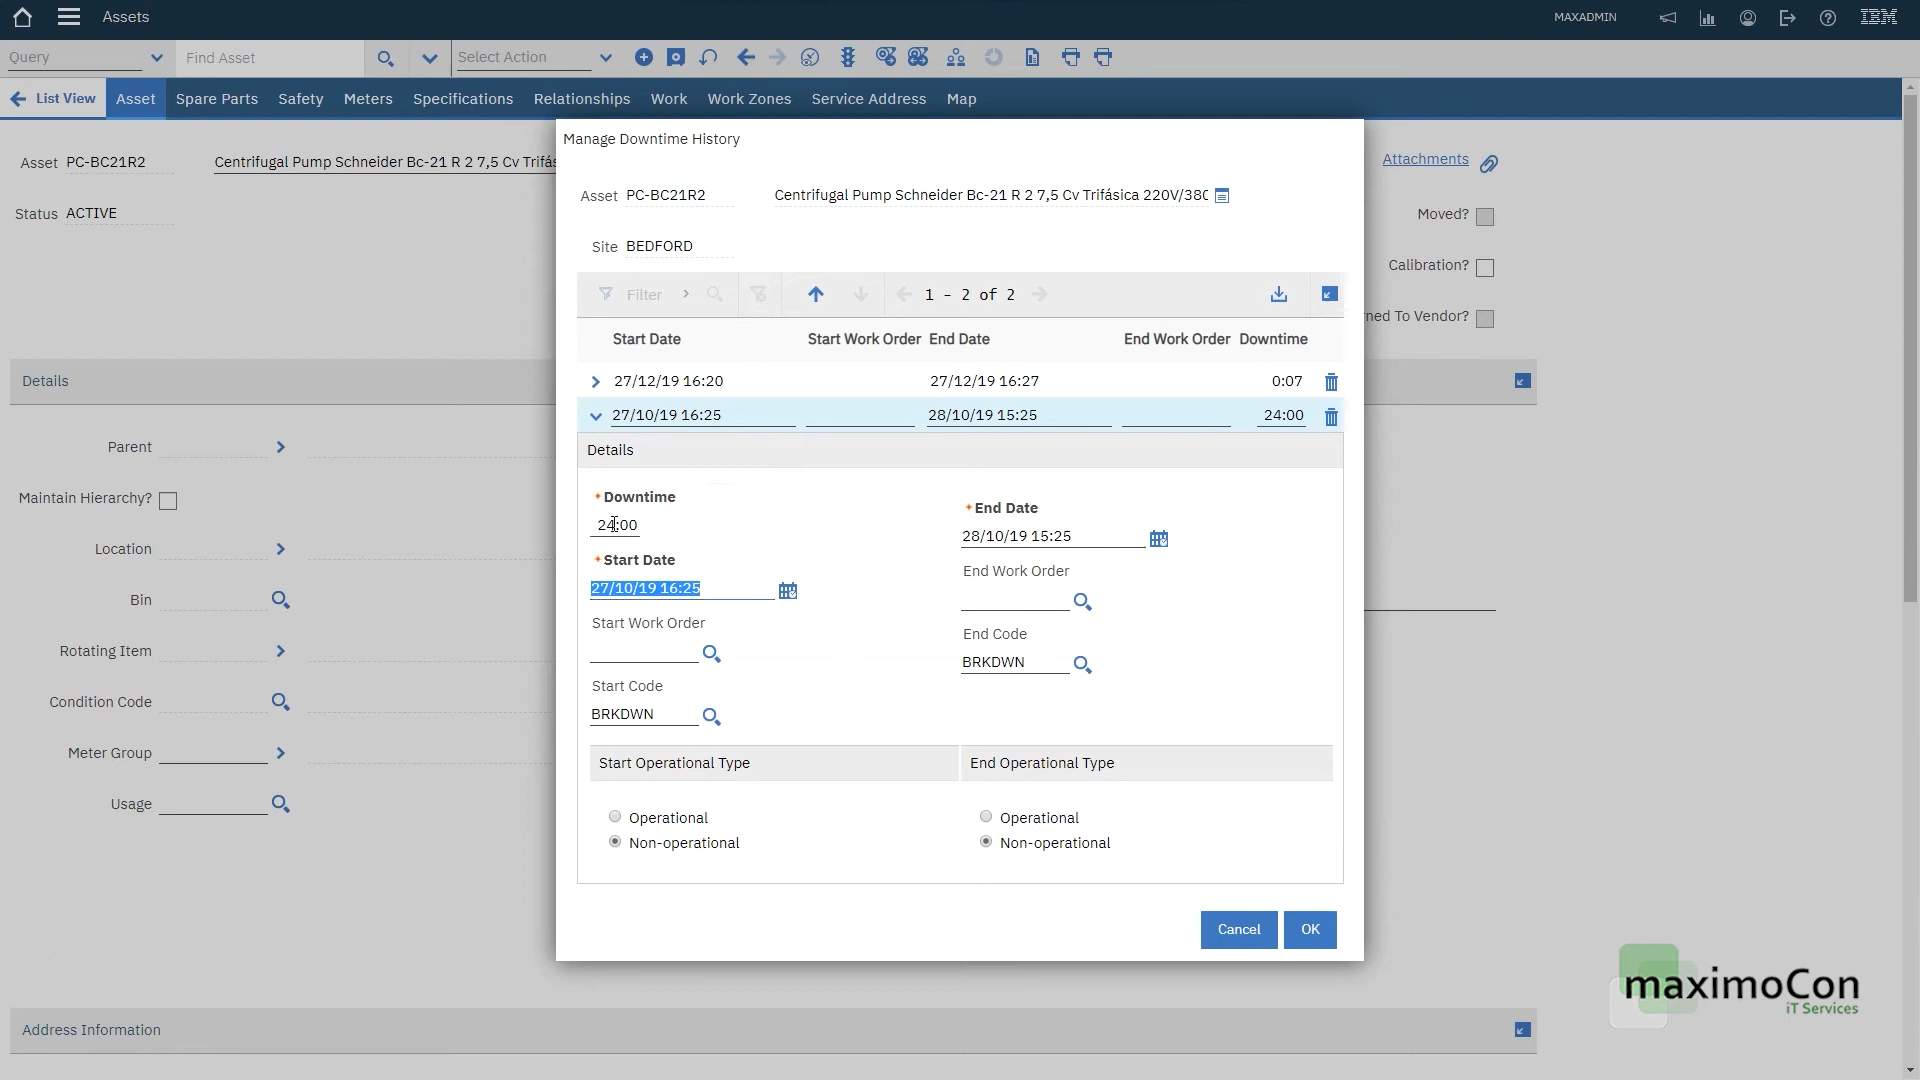 Assets
MAXADMIN
IBM
Query
Find Asset
Select Action
List View
Asset
Spare Parts
Safety
Meters
Specifications
Relationships
Work
Work Zones
Service Address
Map
Asset PC-BC21R2
Centrifugal Pump Schneider Bc-21 R 2 7,5 Cv Trifás
Status ACTIVE
Attachments
Moved?
Calibration?
ned To Vendor?
Details
Parent
Maintain Hierarchy?
Location
Bin
Rotating Item
Condition Code
Meter Group
Usage
Address Information
Manage Downtime History
Asset PC-BC21R2
Centrifugal Pump Schneider Bc-21 R 2 7,5 Cv Trifásica 220V/380
Site BEDFORD
Filter
1 - 2 of 2
Start Date Start Work Order End Date End Work Order Downtime
27/12/19 16:20 27/12/19 16:27 0:07
27/10/19 16:25 28/10/19 15:25 24:00
Details
*Downtime
24:00
*Start Date
27/10/19 16:25
Start Work Order
Start Code
BRKDWN
*End Date
28/10/19 15:25
End Work Order
End Code
BRKDWN
Start Operational Type
Operational
Non-operational
End Operational Type
Operational
Non-operational
Cancel
OK
maximoCon
iT Services